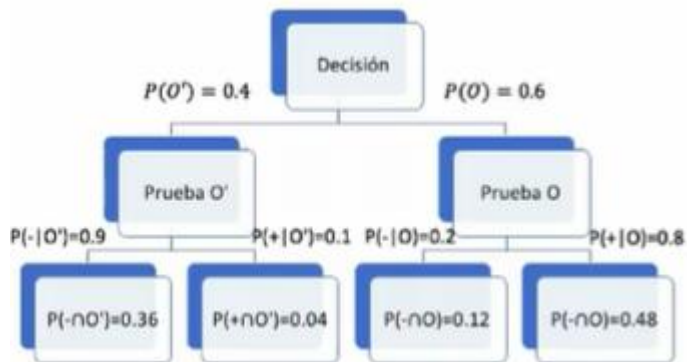 Decisión
P(O') = 0.4
P(O) = 0.6
Prueba O'
Prueba O
P(-|O')=0.9
P(+|O')=0.1
P(-|O)=0.2
P(+|O)=0.8
P(-∩O')=0.36
P(+∩O')=0.04
P(-∩O)=0.12
P(-∩O)=0.48